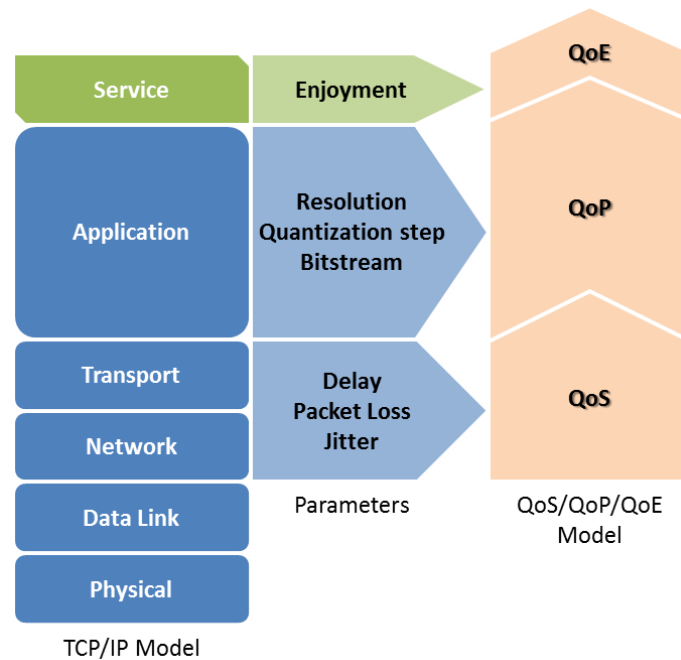 Service
Enjoyment
QoE
Application
Resolution
Quantization step
Bitstream
QoP
Transport
Network
Delay
Packet Loss
Jitter
QoS
Data Link
Physical
Parameters
QoS/QoP/QoE
Model
TCP/IP Model